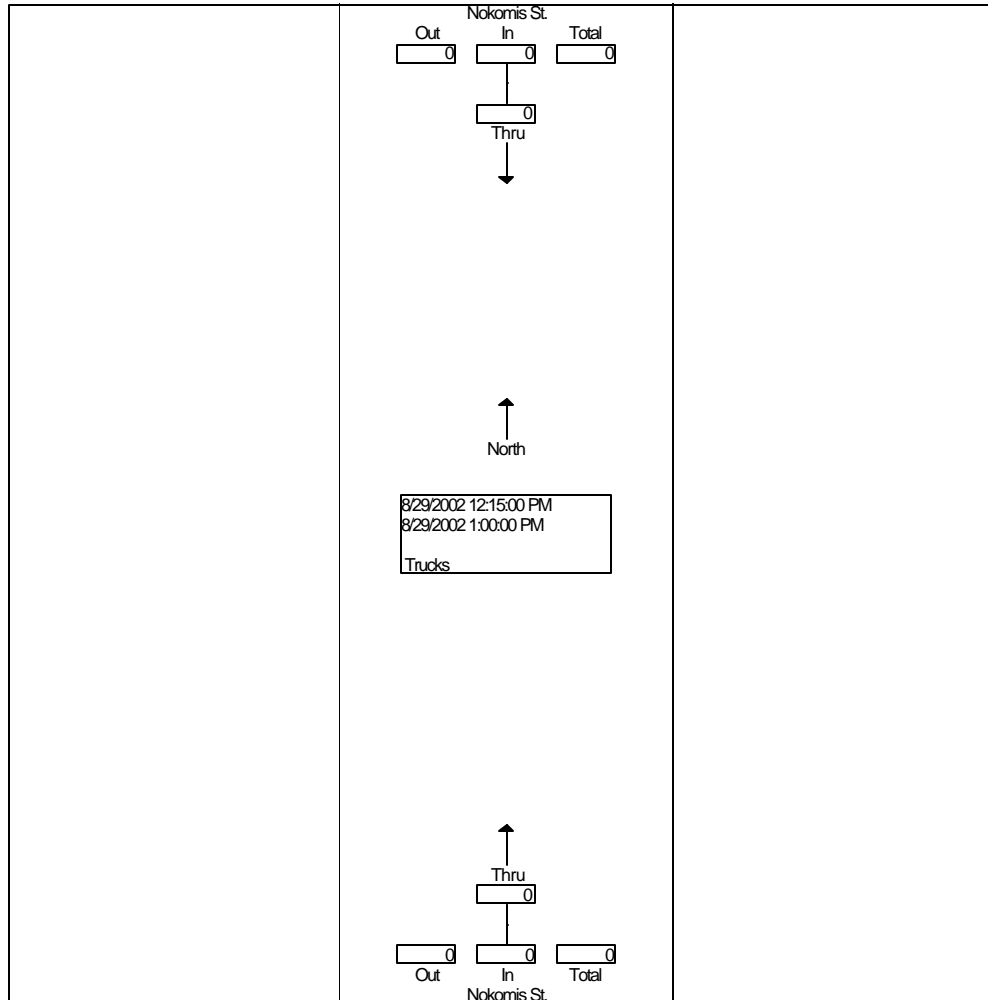 Nokomis St.
Out In Total
0 0 0
0
Thru
North
8/29/2002 12:15:00 PM
8/29/2002 1:00:00 PM
Trucks
Thru
0
0 0 0
Out In Total
Nokomis St.